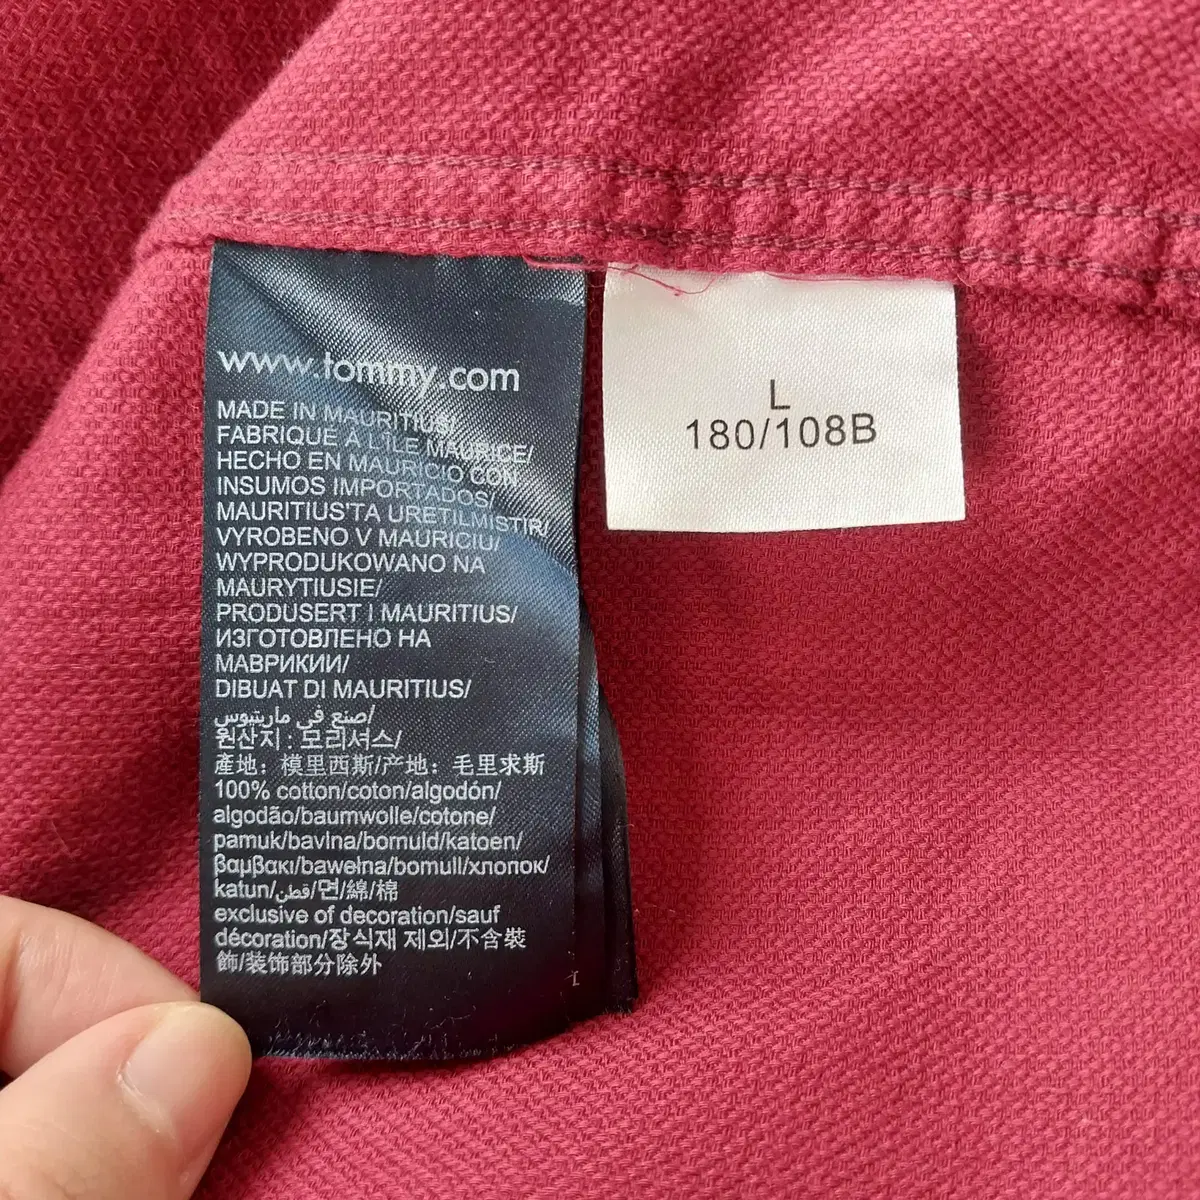 www.tommy.com
MADE IN MAURITIUS/
FABRIQUE À L'ÎLE MAURICE/
HECHO EN MAURICIO CON
INSUMOS IMPORTADOS/
MAURITIUS'TA URETILMISTIR/
VYROBENO V MAURICIU/
WYPRODUKOWANO NA
MAURYTIUSIE/
PRODUSERT I MAURITIUS/
ИЗГОТОВЛЕНО НА
МАВРИКИИ/
DIBUAT DI MAURITIUS/
صنع في ماريتيوس/
원산지 : 모리셔스/
產地：模里西斯/产地：毛里求斯
100% cotton/coton/algodón/
algodão/baumwolle/cotone/
pamuk/bavlna/bomuld/katoen/
βαμβακι/bawełna/bomull/хлопок/
katun/قطن/면/綿/棉
exclusive of decoration/sauf
décoration/장식재 제외/不含裝
飾/装饰部分除外
L
180/108B